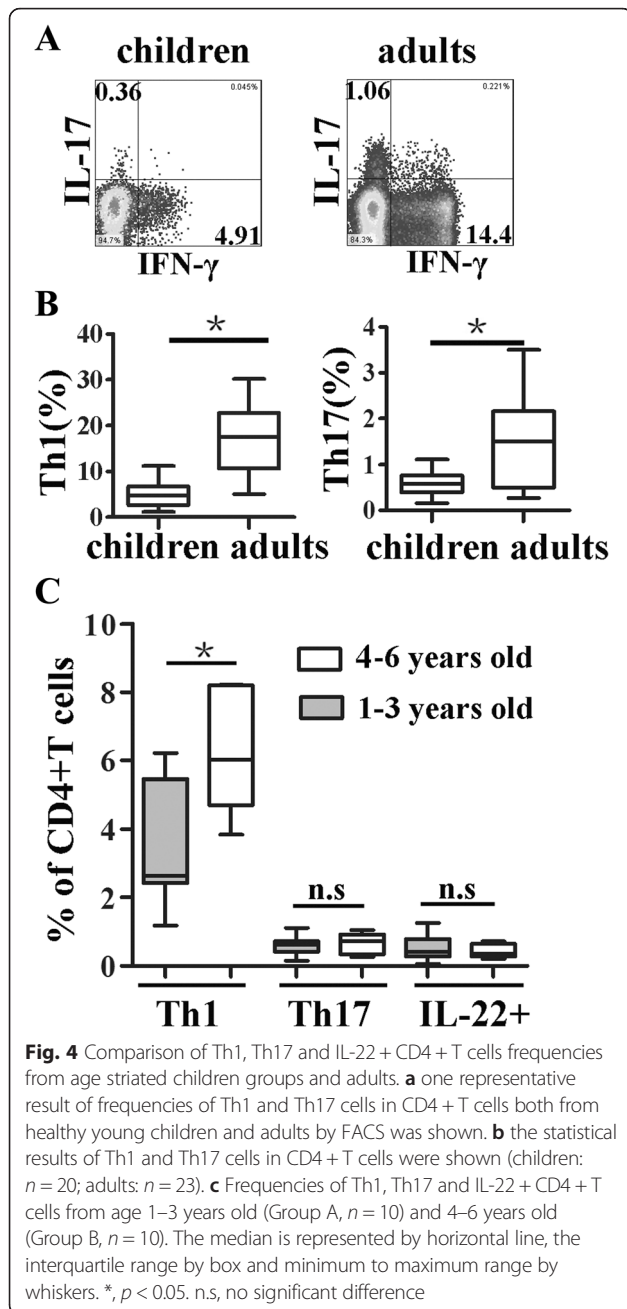 A
children
adults
0.36
0.045%
1.06
0.221%
IL-17
IL-17
94.7%
4.91
84.3%
14.4
IFN-γ
IFN-γ
B
40
30
20
10
0
Th1(%)
*
children adults
4
3
2
1
0
Th17(%)
*
children adults
C
10
8
6
4
2
0
% of CD4+T cells
*
4-6 years old
1-3 years old
n.s
n.s
Th1
Th17
IL-22+
Fig. 4 Comparison of Th1, Th17 and IL-22 + CD4 + T cells frequencies
from age striated children groups and adults. a one representative
result of frequencies of Th1 and Th17 cells in CD4 + T cells both from
healthy young children and adults by FACS was shown. b the statistical
results of Th1 and Th17 cells in CD4 + T cells were shown (children:
n = 20; adults: n = 23). c Frequencies of Th1, Th17 and IL-22 + CD4 + T
cells from age 1–3 years old (Group A, n = 10) and 4–6 years old
(Group B, n = 10). The median is represented by horizontal line, the
interquartile range by box and minimum to maximum range by
whiskers. *, p < 0.05. n.s, no significant difference